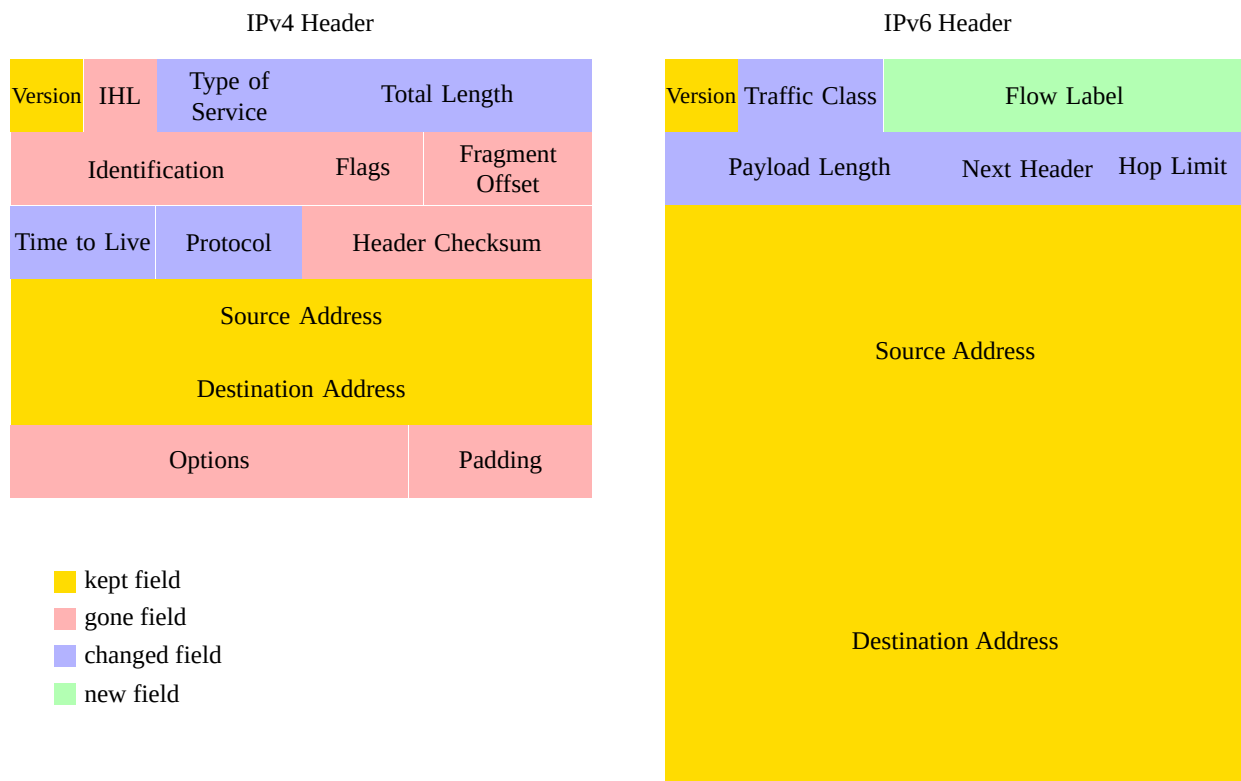 IPv4 Header
Version IHL Type of Service Total Length
Identification Flags Fragment Offset
Time to Live Protocol Header Checksum
Source Address
Destination Address
Options Padding
kept field
gone field
changed field
new field
IPv6 Header
Version Traffic Class Flow Label
Payload Length Next Header Hop Limit
Source Address
Destination Address